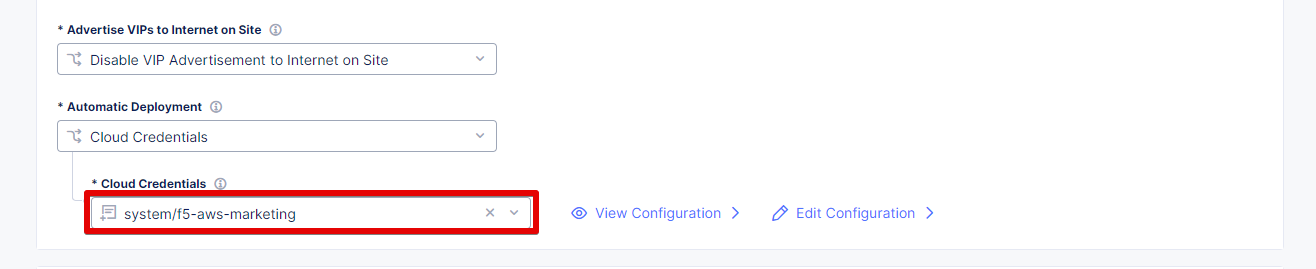 * Advertise VIPs to Internet on Site
Disable VIP Advertisement to Internet on Site
* Automatic Deployment
Cloud Credentials
* Cloud Credentials
system/f5-aws-marketing View Configuration Edit Configuration